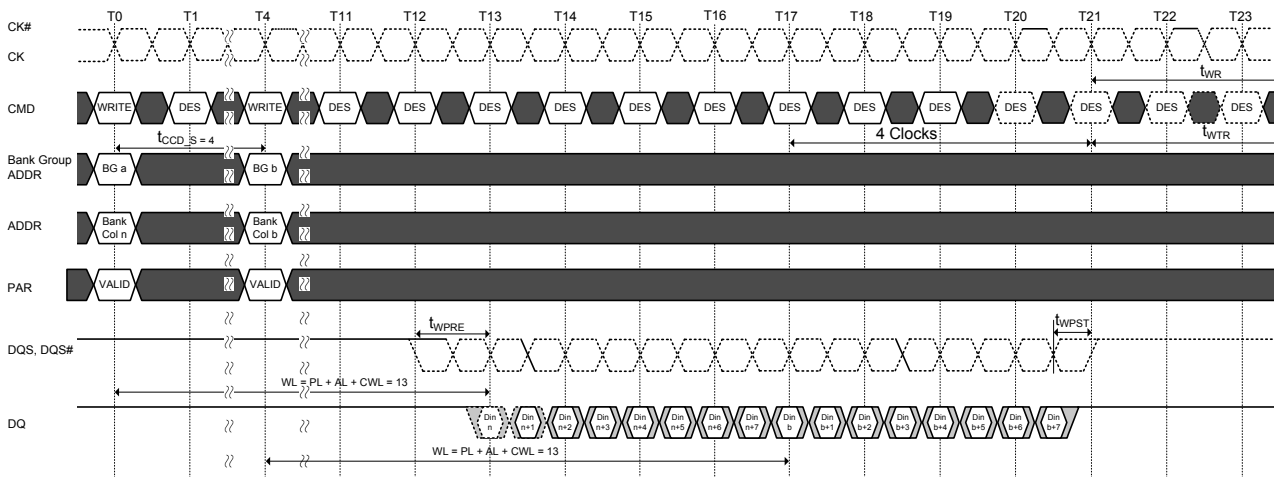 T0 T1 T4 T11 T12 T13 T14 T15 T16 T17 T18 T19 T20 T21 T22 T23
CK#
CK
tWR
CMD WRITE DES WRITE DES DES DES DES DES DES DES DES DES DES DES DES DES
tCCD_S = 4 4 Clocks tWTR
Bank Group
ADDR
BG a BG b
ADDR
Bank
Col n
Bank
Col b
PAR VALID VALID
tWPRE tWPST
DQS, DQS#
WL = PL + AL + CWL = 13
DQ
Din
n
Din
n+1
Din
n+2
Din
n+3
Din
n+4
Din
n+5
Din
n+6
Din
n+7
Din
b
Din
b+1
Din
b+2
Din
b+3
Din
b+4
Din
b+5
Din
b+6
Din
b+7
WL = PL + AL + CWL = 13